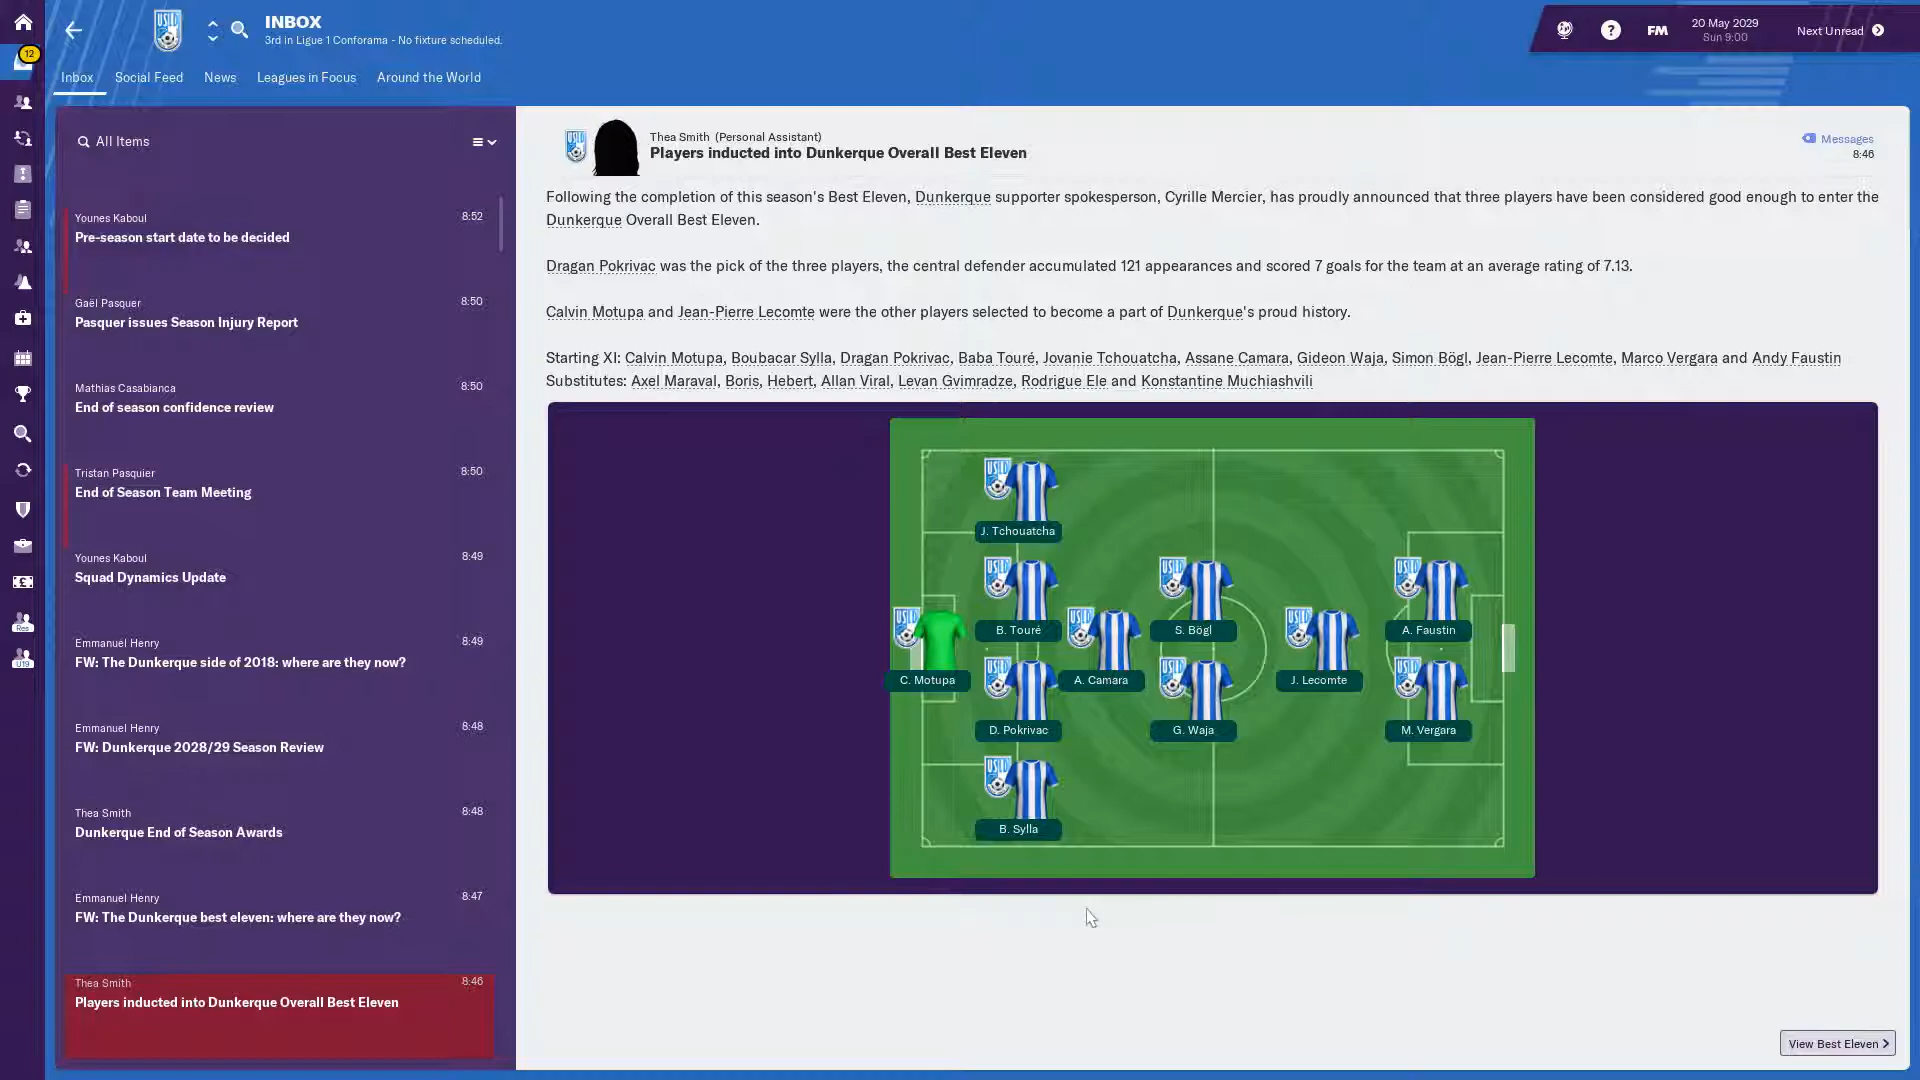 12
INBOX
3rd in Ligue 1 Conforama - No fixture scheduled.
FM
20 May 2029
Sun 9:00
Next Unread
Inbox
Social Feed
News
Leagues in Focus
Around the World
All Items
Younes Kaboul
8:52
Pre-season start date to be decided
Gaël Pasquer
8:50
Pasquer issues Season Injury Report
Mathias Casabianca
8:50
End of season confidence review
Tristan Pasquier
8:50
End of Season Team Meeting
Younes Kaboul
8:49
Squad Dynamics Update
Emmanuel Henry
8:49
FW: The Dunkerque side of 2018: where are they now?
Emmanuel Henry
8:48
FW: Dunkerque 2028/29 Season Review
Thea Smith
8:48
Dunkerque End of Season Awards
Emmanuel Henry
8:47
FW: The Dunkerque best eleven: where are they now?
Thea Smith
8:46
Players inducted into Dunkerque Overall Best Eleven
Res
U19
Thea Smith (Personal Assistant)
Players inducted into Dunkerque Overall Best Eleven
Messages
8:46
Following the completion of this season's Best Eleven, Dunkerque supporter spokesperson, Cyrille Mercier, has proudly announced that three players have been considered good enough to enter the
Dunkerque Overall Best Eleven.
Dragan Pokrivac was the pick of the three players, the central defender accumulated 121 appearances and scored 7 goals for the team at an average rating of 7.13.
Calvin Motupa and Jean-Pierre Lecomte were the other players selected to become a part of Dunkerque's proud history.
Starting XI: Calvin Motupa, Boubacar Sylla, Dragan Pokrivac, Baba Touré, Jovanie Tchouatcha, Assane Camara, Gideon Waja, Simon Bögl, Jean-Pierre Lecomte, Marco Vergara and Andy Faustin
Substitutes: Axel Maraval, Boris, Hebert, Allan Viral, Levan Gvimradze, Rodrigue Ele and Konstantine Muchiashvili
J. Tchouatcha
B. Touré
S. Bögl
A. Faustin
C. Motupa
A. Camara
J. Lecomte
D. Pokrivac
G. Waja
M. Vergara
B. Sylla
View Best Eleven